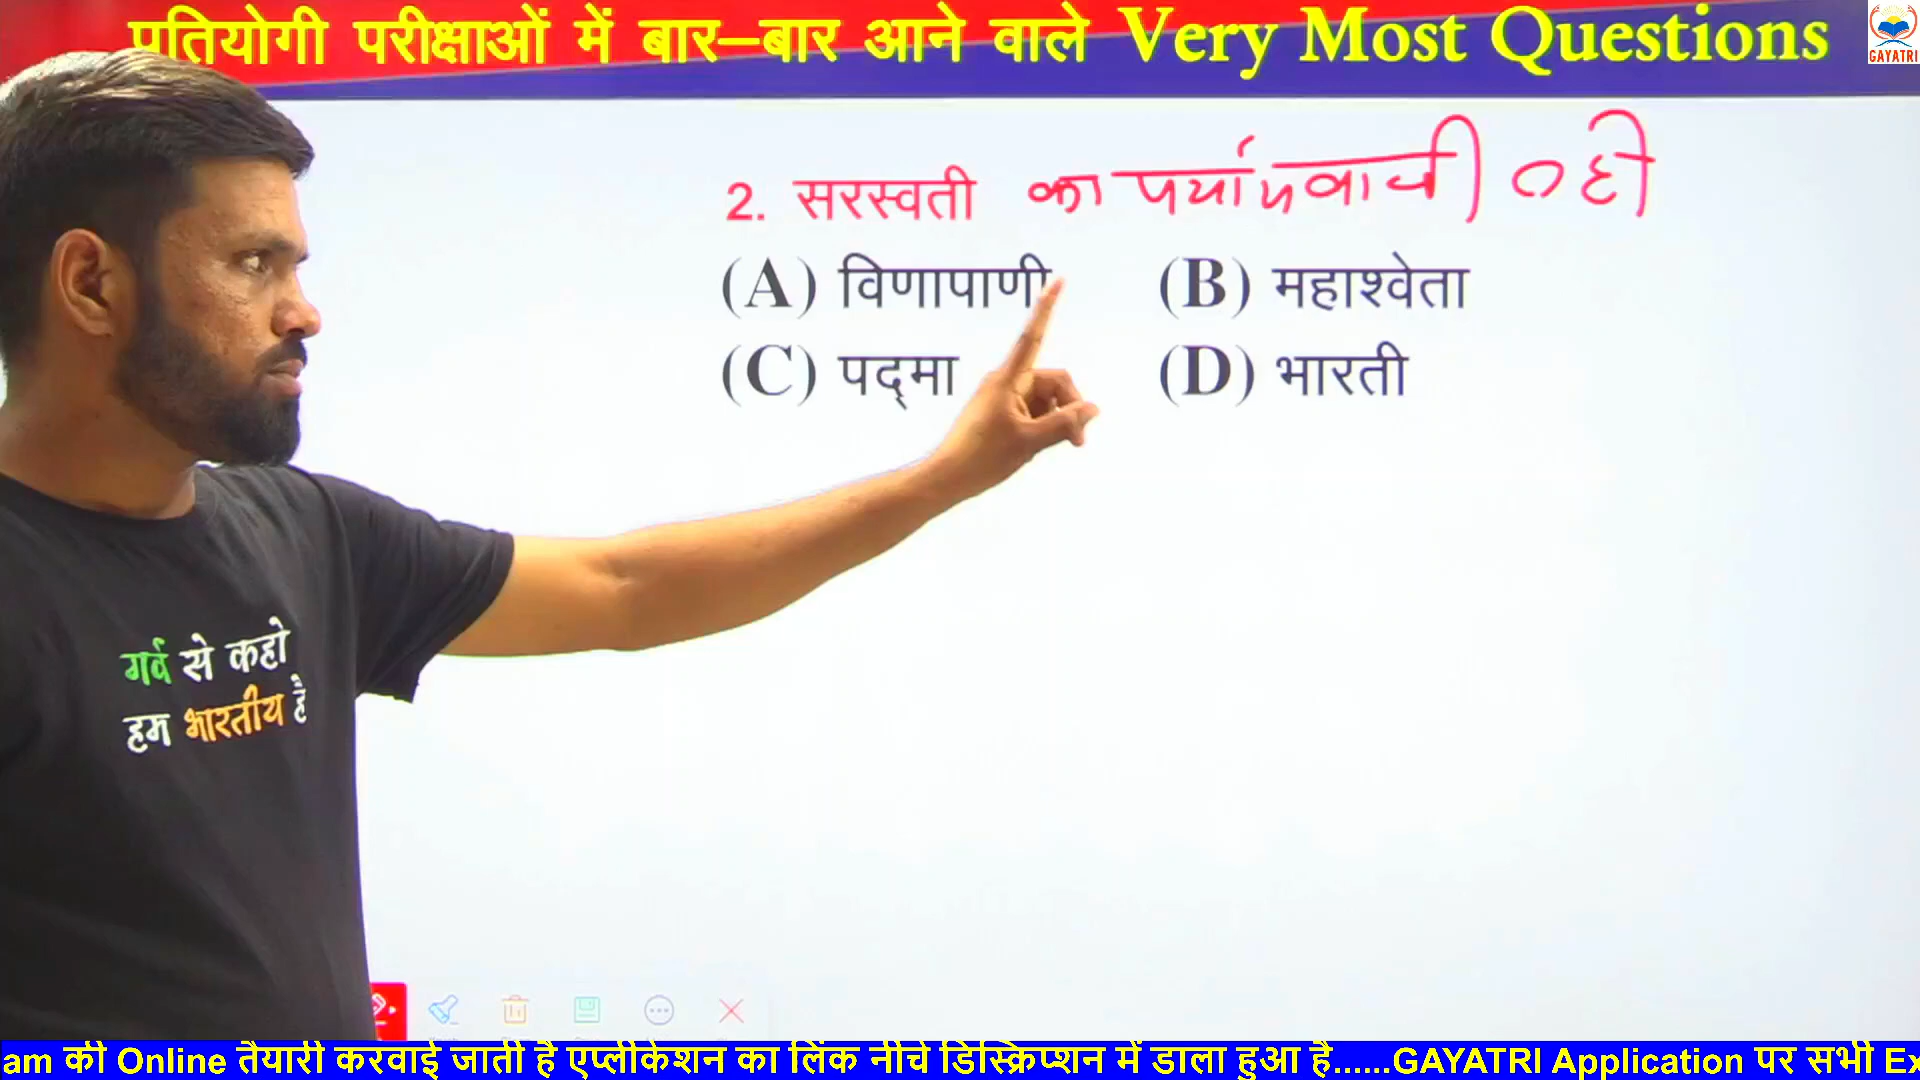 प्रतियोगी परीक्षाओं में बार–बार आने वाले Very Most Questions
GAYATRI
2. सरस्वती का पर्यायवाची नही
(A) विणापाणी (B) महाश्वेता
(C) पद्‌मा (D) भारती
गर्व से कहो
हम भारतीय है
am की Online तैयारी करवाई जाती है एप्लीकेशन का लिंक नीचे डिस्क्रिप्शन में डाला हुआ है......GAYATRI Application पर सभी Ex